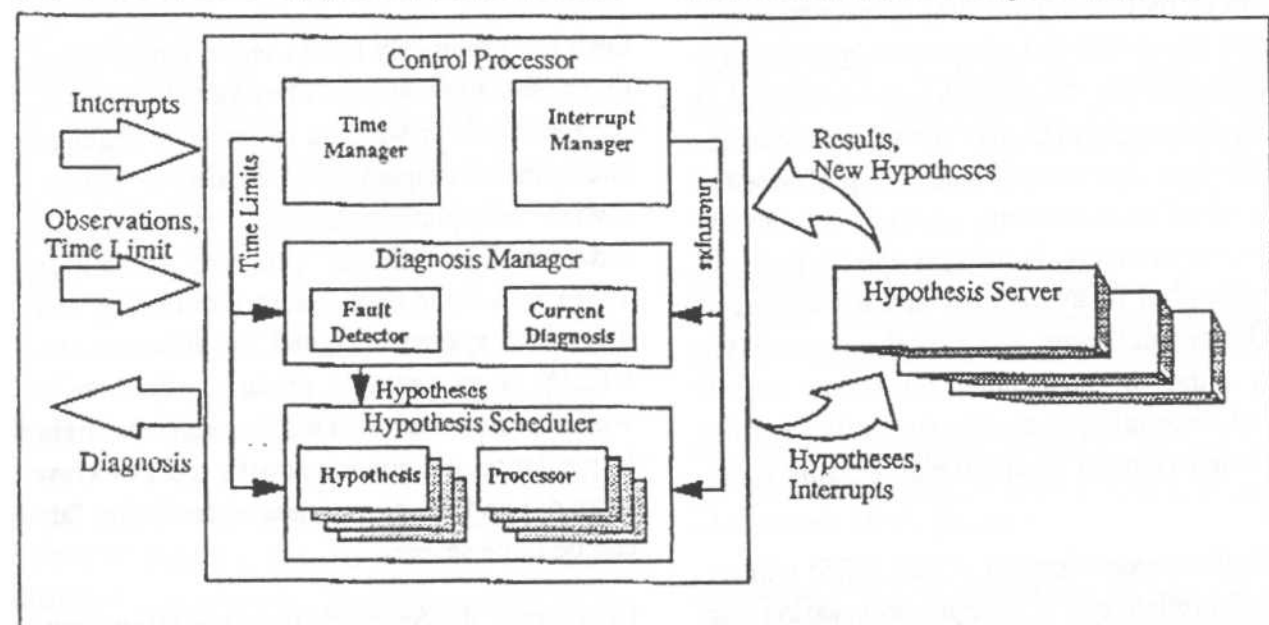 Control Processor
Interrupts
Time
Manager
Interrupt
Manager
Results,
New Hypotheses
Time Limits
Interrupts
Observations,
Time Limit
Diagnosis Manager
Fault
Detector
Current
Diagnosis
Hypothesis Server
Hypotheses
Hypothesis Scheduler
Diagnosis
Hypothesis
Processor
Hypotheses,
Interrupts